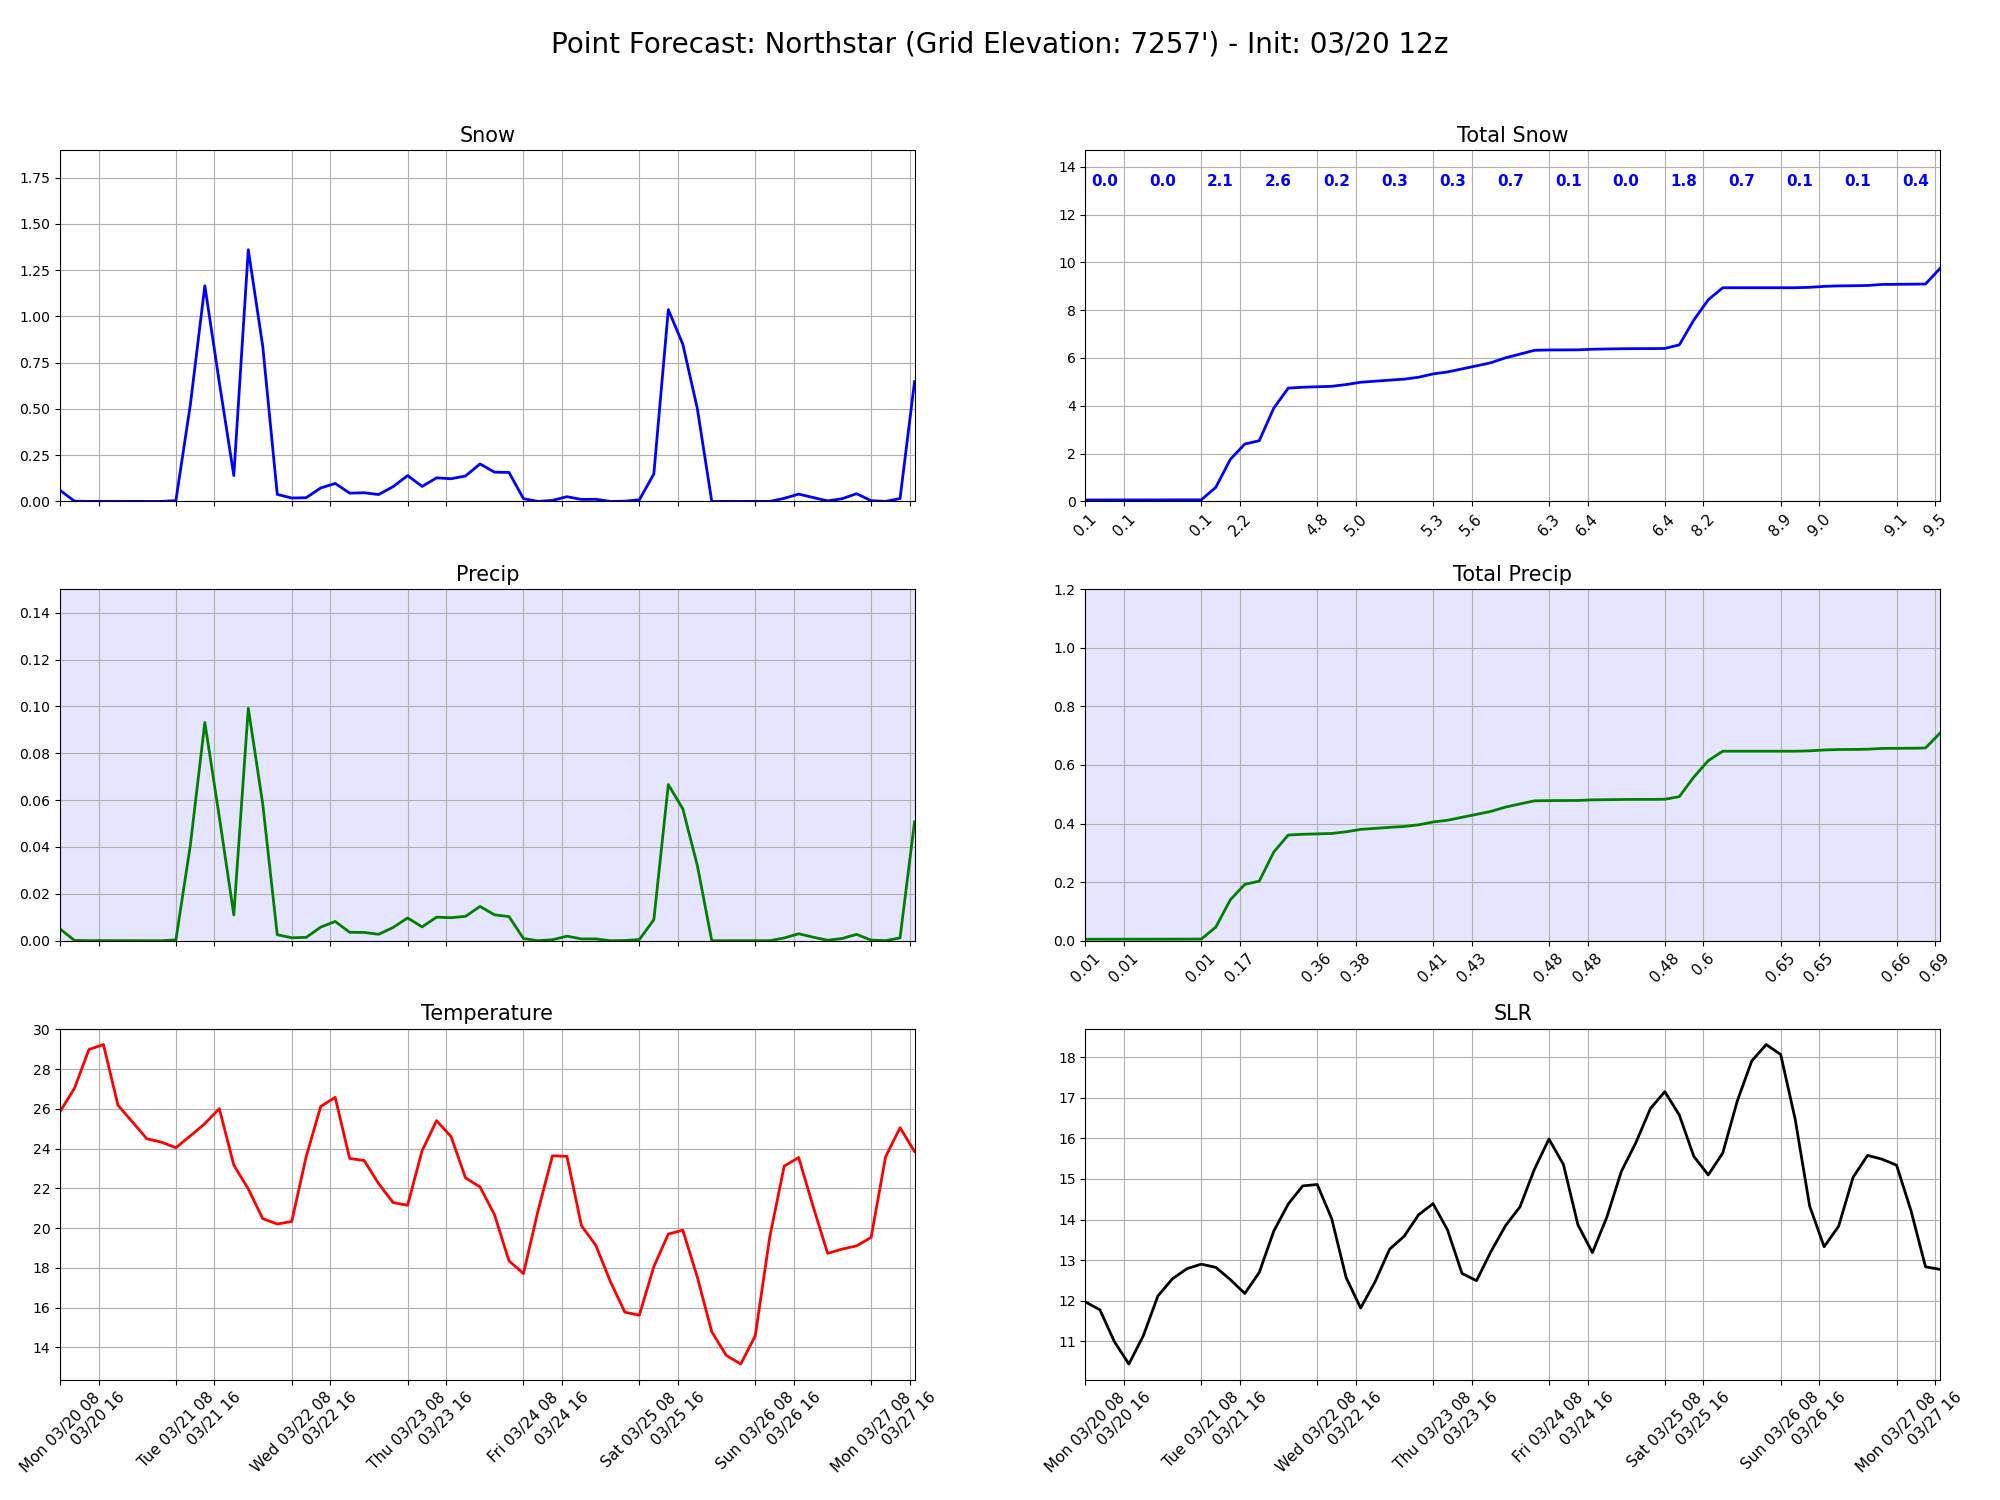 Point Forecast: Northstar (Grid Elevation: 7257') - Init: 03/20 12z
Snow
1.75
1.50
1.25
1.00
0.75
0.50
0.25
0.00
Total Snow
14
12
10
8
6
4
2
0
0.0 0.0 2.1 2.6 0.2 0.3 0.3 0.7 0.1 0.0 1.8 0.7 0.1 0.1 0.4
0.1 0.1 0.1 2.2 4.8 5.0 5.3 5.6 6.3 6.4 6.4 8.2 8.9 9.0 9.1 9.5
Precip
0.14
0.12
0.10
0.08
0.06
0.04
0.02
0.00
Total Precip
1.2
1.0
0.8
0.6
0.4
0.2
0.0
0.01 0.01 0.01 0.17 0.36 0.38 0.41 0.43 0.48 0.48 0.48 0.6 0.65 0.65 0.66 0.69
Temperature
30
28
26
24
22
20
18
16
14
Mon 03/20 08
03/20 16
Tue 03/21 08
03/21 16
Wed 03/22 08
03/22 16
Thu 03/23 08
03/23 16
Fri 03/24 08
03/24 16
Sat 03/25 08
03/25 16
Sun 03/26 08
03/26 16
Mon 03/27 08
03/27 16
SLR
18
17
16
15
14
13
12
11
Mon 03/20 08
03/20 16
Tue 03/21 08
03/21 16
Wed 03/22 08
03/22 16
Thu 03/23 08
03/23 16
Fri 03/24 08
03/24 16
Sat 03/25 08
03/25 16
Sun 03/26 08
03/26 16
Mon 03/27 08
03/27 16